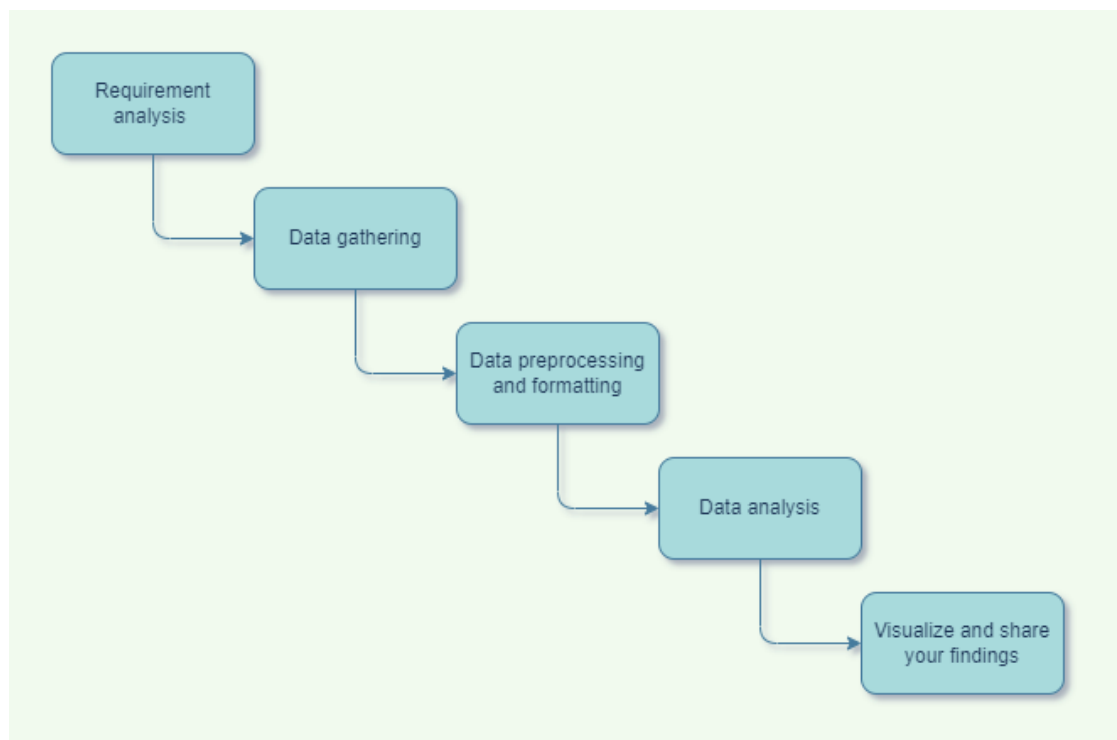 Requirement
analysis
Data gathering
Data preprocessing
and formatting
Data analysis
Visualize and share
your findings